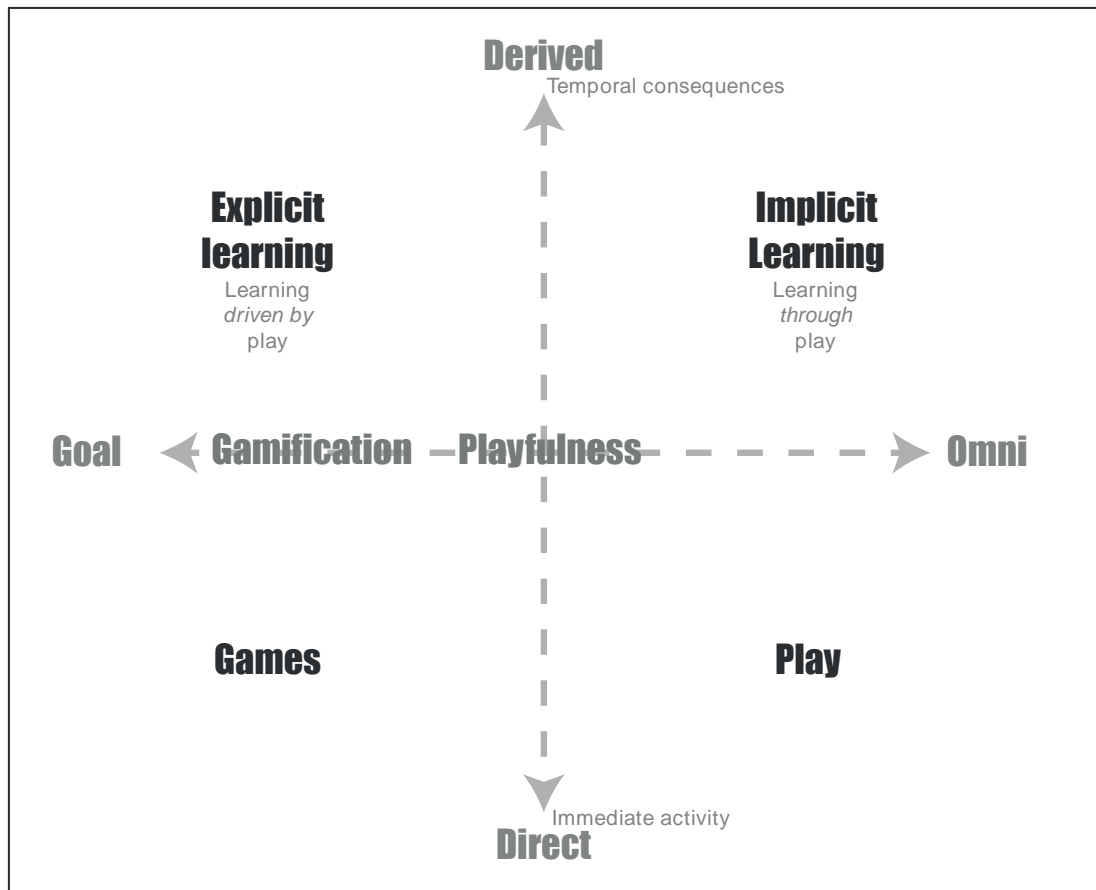 Derived
Temporal consequences
Explicit
learning
Learning
driven by
play
Implicit
Learning
Learning
through
play
Goal
Gamification
Playfulness
Omni
Games
Play
Immediate activity
Direct